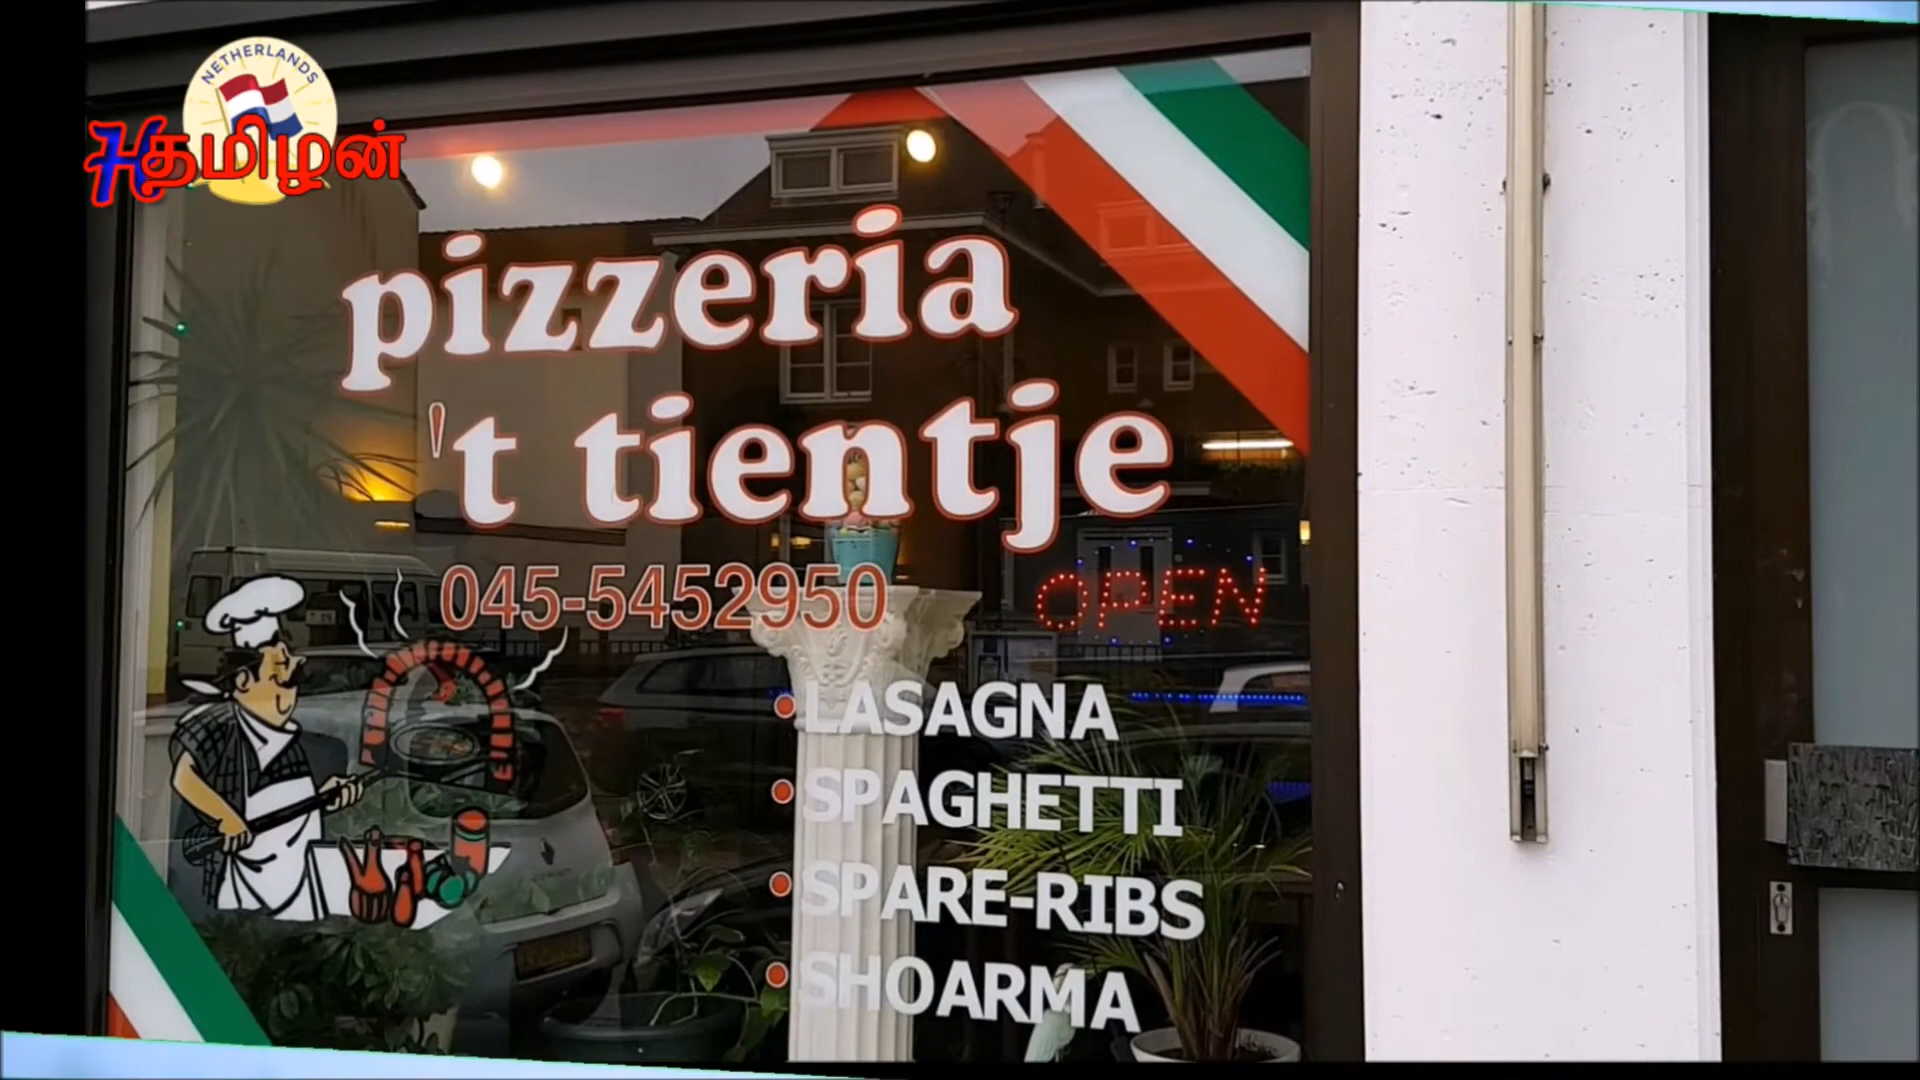 NETHERLANDS
Hதமிழன்
pizzeria
't tientje
045-5452950
OPEN
• LASAGNA
• SPAGHETTI
• SPARE-RIBS
• SHOARMA